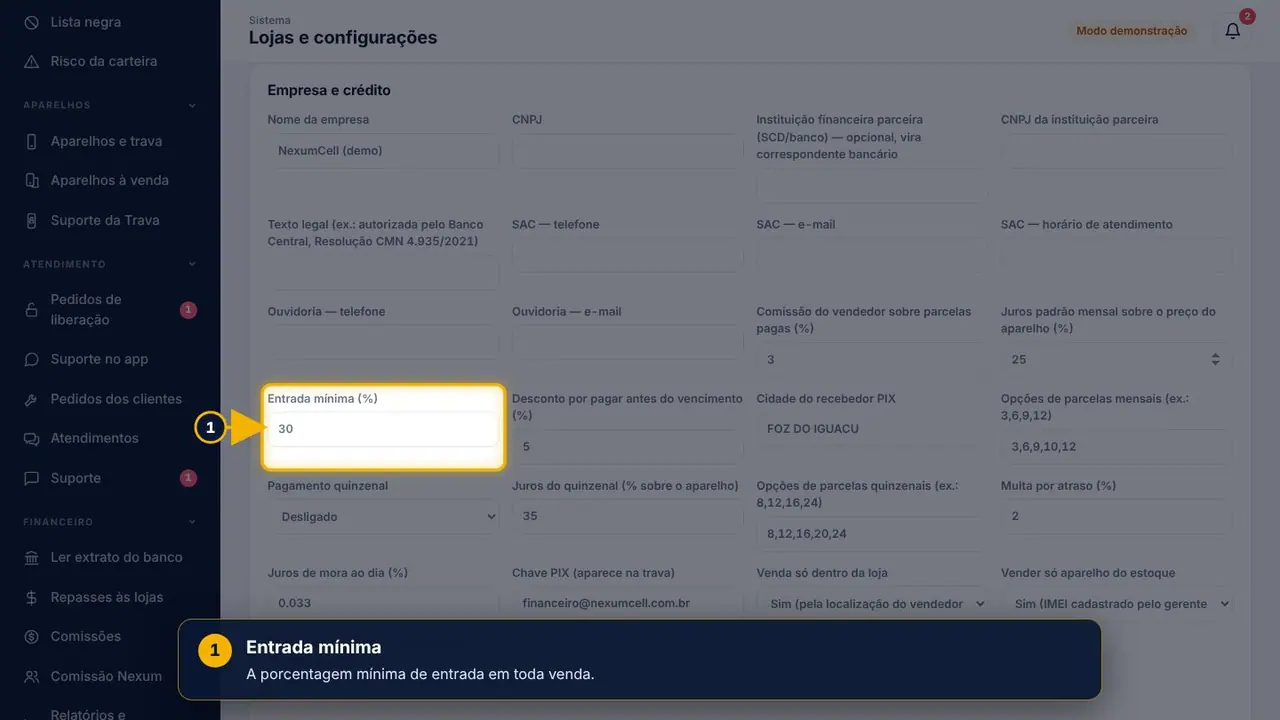 Lista negra
Risco da carteira
APARELHOS
Aparelhos e trava
Aparelhos à venda
Suporte da Trava
ATENDIMENTO
Pedidos de
liberação
1
Suporte no app
Pedidos dos clientes
Atendimentos
Suporte
1
FINANCEIRO
Ler extrato do banco
Repasses às lojas
Comissões
Comissão Nexum
Relatórios e
Sistema
Lojas e configurações
Modo demonstração
2
Empresa e crédito
Nome da empresa
NexumCell (demo)
CNPJ
Instituição financeira parceira
(SCD/banco) — opcional, vira
correspondente bancário
CNPJ da instituição parceira
Texto legal (ex.: autorizada pelo Banco
Central, Resolução CMN 4.935/2021)
SAC — telefone
SAC — e-mail
SAC — horário de atendimento
Ouvidoria — telefone
Ouvidoria — e-mail
Comissão do vendedor sobre parcelas
pagas (%)
3
Juros padrão mensal sobre o preço do
aparelho (%)
25
1
Entrada mínima (%)
30
Desconto por pagar antes do vencimento
(%)
5
Cidade do recebedor PIX
FOZ DO IGUACU
Opções de parcelas mensais (ex.:
3,6,9,12)
3,6,9,10,12
Pagamento quinzenal
Desligado
Juros do quinzenal (% sobre o aparelho)
35
Opções de parcelas quinzenais (ex.:
8,12,16,24)
8,12,16,20,24
Multa por atraso (%)
2
Juros de mora ao dia (%)
0.033
Chave PIX (aparece na trava)
financeiro@nexumcell.com.br
Venda só dentro da loja
Sim (pela localização do vendedor
Vender só aparelho do estoque
Sim (IMEI cadastrado pelo gerente
1
Entrada mínima
A porcentagem mínima de entrada em toda venda.